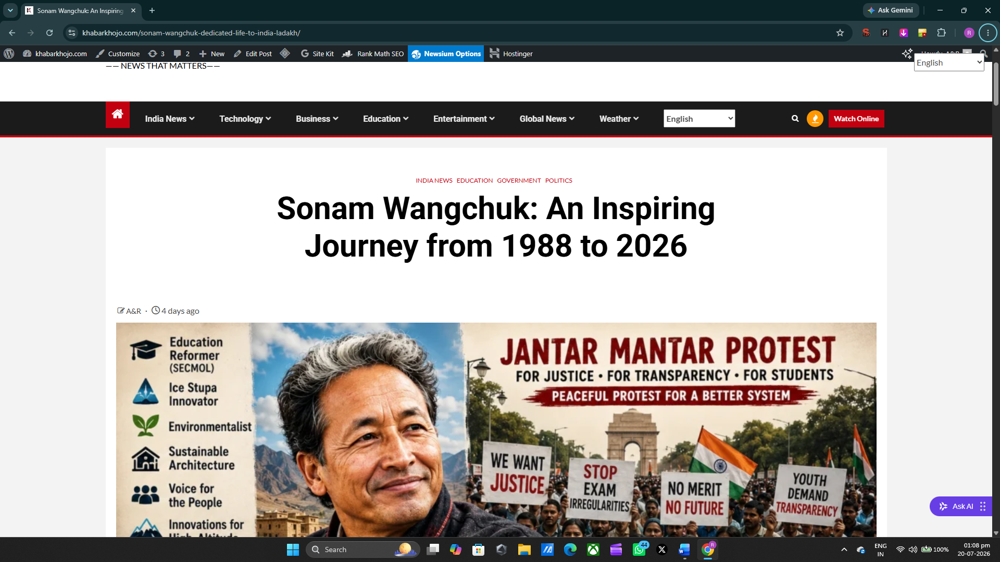 Sonam Wangchuk: An Inspiring
Ask Gemini
khabarkhojo.com/sonam-wangchuk-dedicated-life-to-india-ladakh/
R
khabarkhojo.com
Customize
3
2
New
Edit Post
Site Kit
Rank Math SEO
Newsium Options
Hostinger
English
—— NEWS THAT MATTERS——
India News
Technology
Business
Education
Entertainment
Global News
Weather
English
Watch Online
INDIA NEWS EDUCATION GOVERNMENT POLITICS
Sonam Wangchuk: An Inspiring
Journey from 1988 to 2026
A&R · 4 days ago
Education
Reformer
(SECMOL)
Ice Stupa
Innovator
Environmentalist
Sustainable
Architecture
Voice for
the People
Innovations for
High-Altitude
JANTAR MANTAR PROTEST
FOR JUSTICE • FOR TRANSPARENCY • FOR STUDENTS
PEACEFUL PROTEST FOR A BETTER SYSTEM
WE WANT
JUSTICE
STOP
EXAM
IRREGULARITIES
NO MERIT
NO FUTURE
YOUTH
DEMAND
TRANSPARENCY
Ask AI
Search
44
R
ENG
IN
100%
01:08 pm
20-07-2026